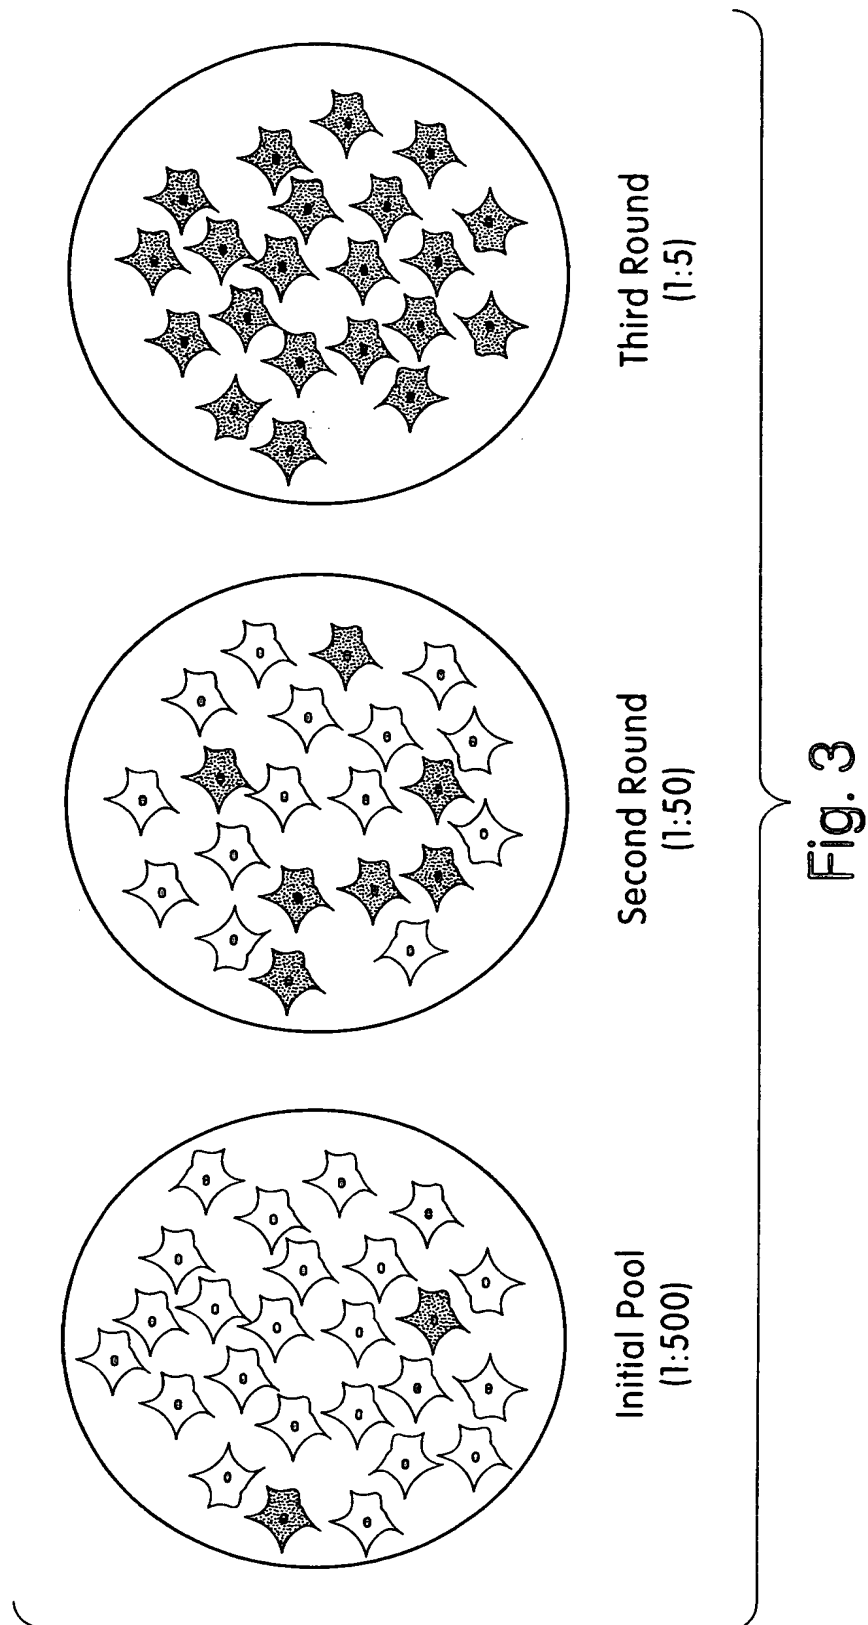 Initial Pool
(1:500)
Second Round
(1:50)
Third Round
(1:5)
Fig. 3